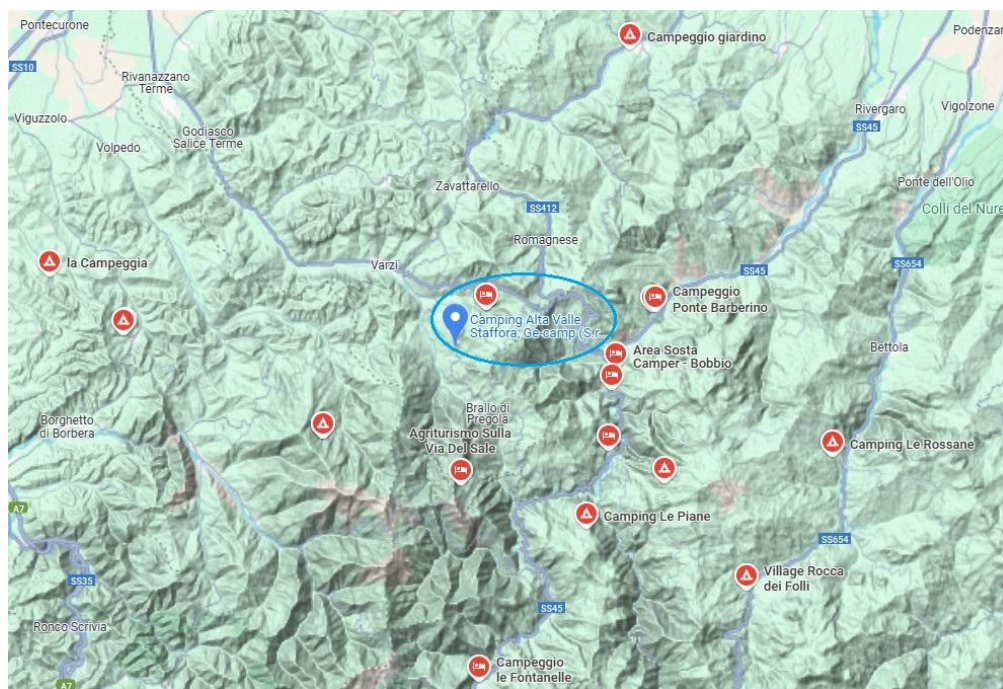 Pontecurone
Campeggio giardino
Podenzar
SS10
Rivanazzano
Terme
Viguzzolo
Volpedo
Godiasco
Salice Terme
Rivergaro
Vigolzone
SS45
Zavattarello
Ponte dell'Olio
SS412
Colli del Nure
Romagnese
la Campeggia
Varzi
SS45
SS654
Campeggio
Ponte Barberino
Camping Alta Valle
Staffora, Ge-camp (S.r...
Area Sosta
Camper - Bobbio
Bettola
Brallo di
Pregola
Borghetto
di Borbera
Agriturismo Sulla
Via Del Sale
Camping Le Rossane
A7
Camping Le Piane
SS654
SS35
Village Rocca
dei Folli
SS45
Ronco Scrivia
Campeggio
le Fontanelle
A7